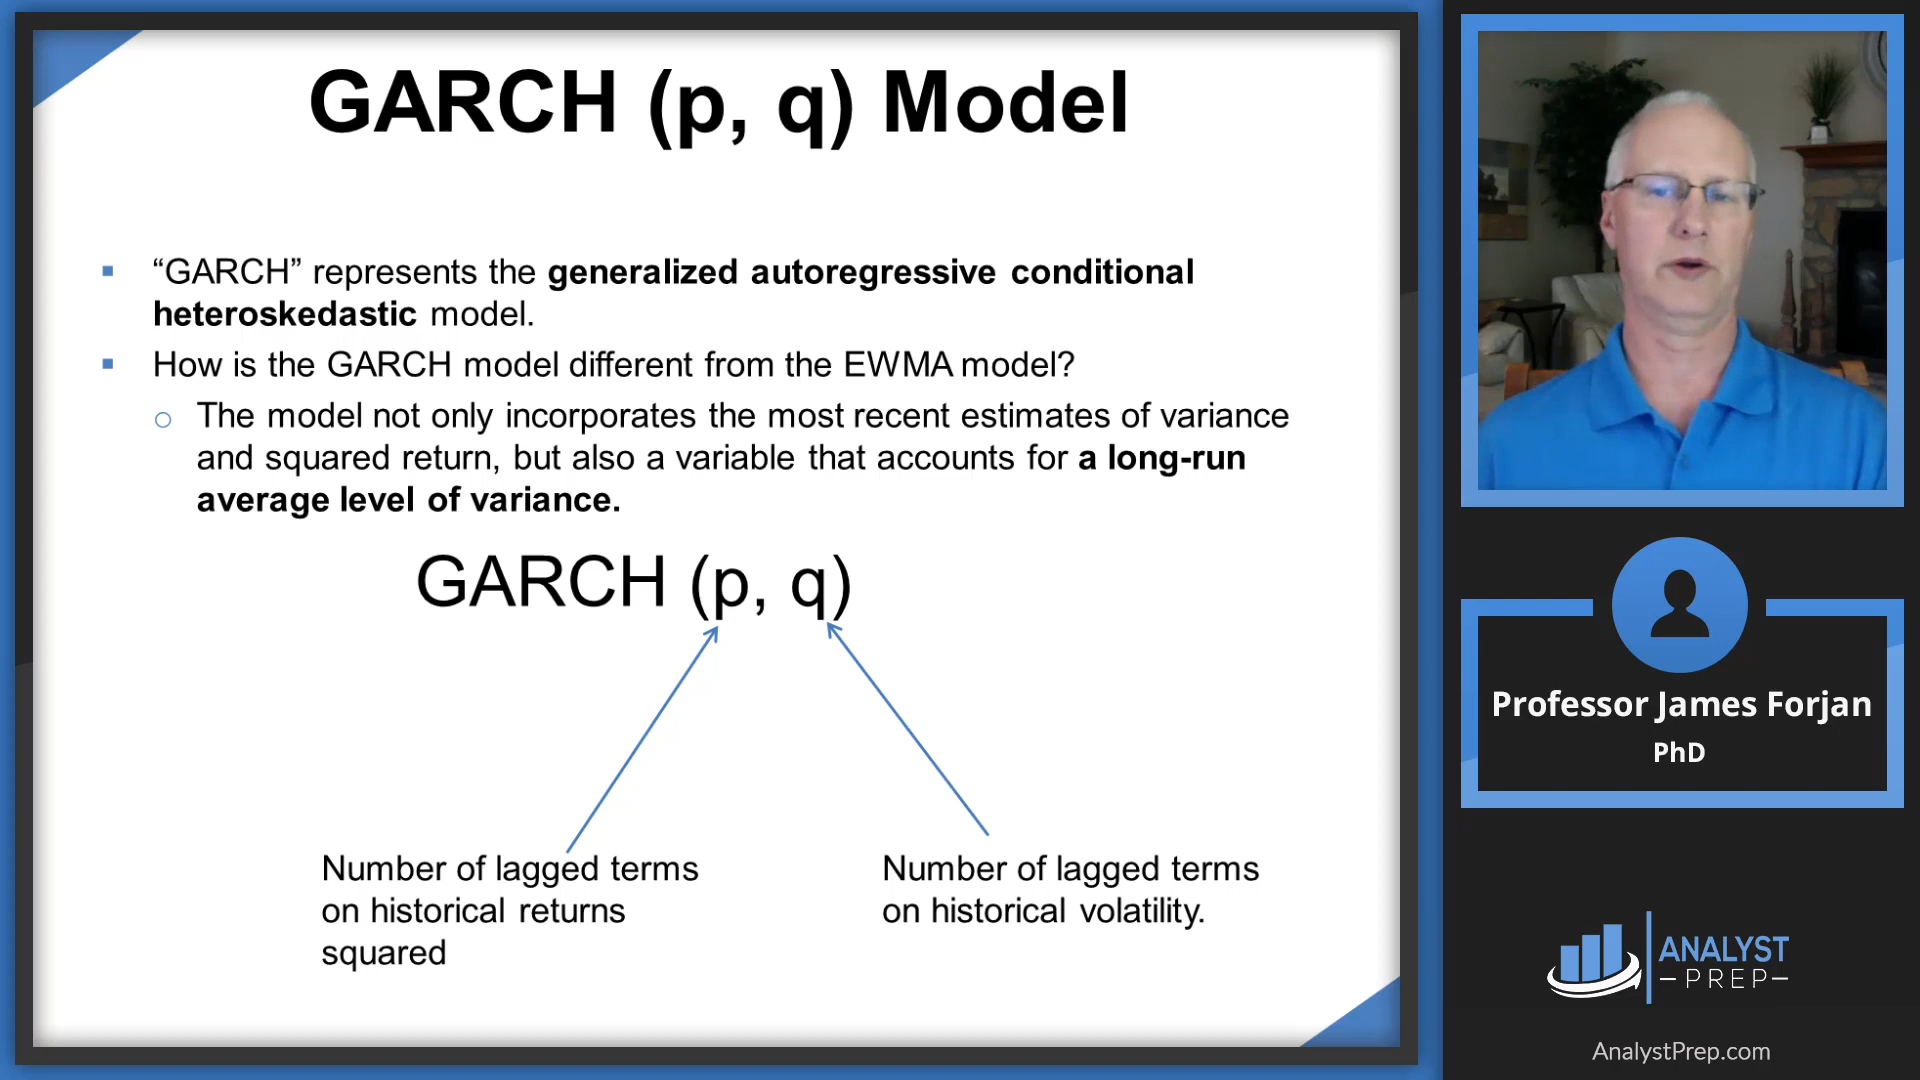 GARCH (p, q) Model
“GARCH” represents the generalized autoregressive conditional
heteroskedastic model.
How is the GARCH model different from the EWMA model?
The model not only incorporates the most recent estimates of variance
and squared return, but also a variable that accounts for a long-run
average level of variance.
GARCH (p, q)
Number of lagged terms
on historical returns
squared
Number of lagged terms
on historical volatility.
Professor James Forjan
PhD
ANALYST
PREP
AnalystPrep.com